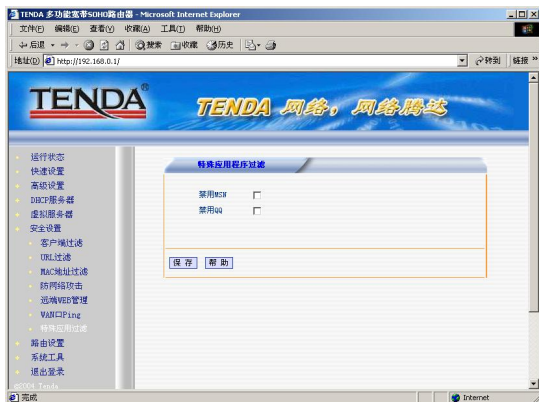 TENDA 多功能宽带SOHO路由器 - Microsoft Internet Explorer
文件(F) 编辑(E) 查看(V) 收藏(A) 工具(T) 帮助(H)
后退 搜索 收藏 历史
地址(D) http://192.168.0.1/ 转到 链接 »
TENDA®
TENDA 网络，网络腾达
运行状态
快速设置
高级设置
DHCP服务器
虚拟服务器
安全设置
客户端过滤
URL过滤
MAC地址过滤
防网络攻击
远端WEB管理
WAN口Ping
特殊应用过滤
路由设置
系统工具
退出登录
©2004 Tenda
特殊应用程序过滤
禁用MSN
禁用QQ
保存 帮助
完成 Internet